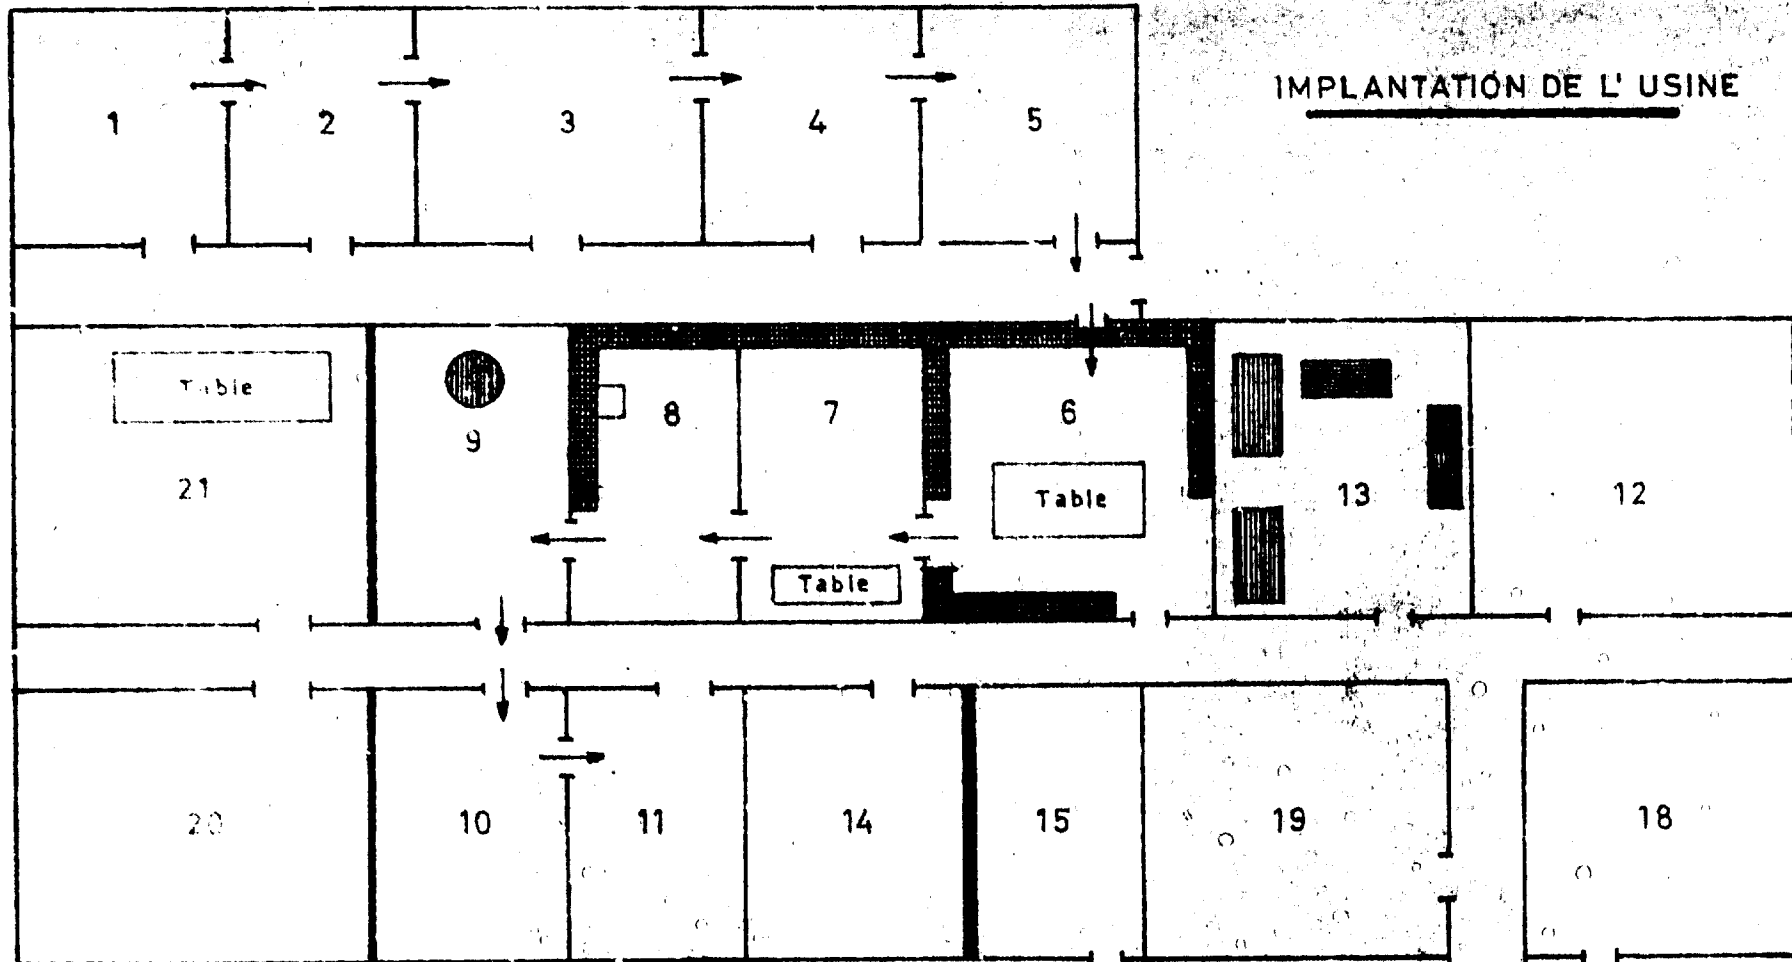 IMPLANTATION DE L' USINE
1 2 3 4 5
Table
21 9 8 7 6 Table 13 12
Table
20 10 11 14 15 19 18